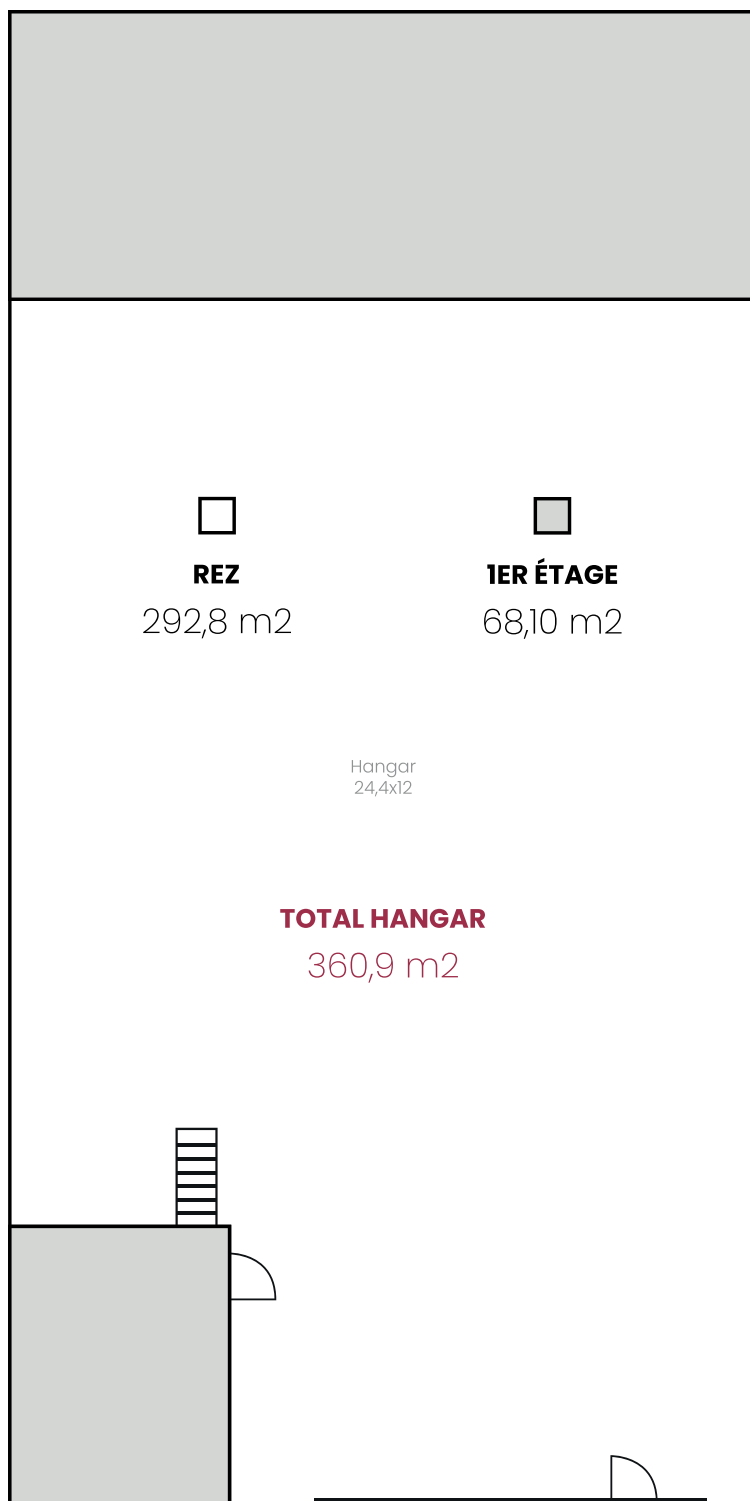 REZ
292,8 m2
1ER ÉTAGE
68,10 m2
Hangar
24,4x12
TOTAL HANGAR
360,9 m2